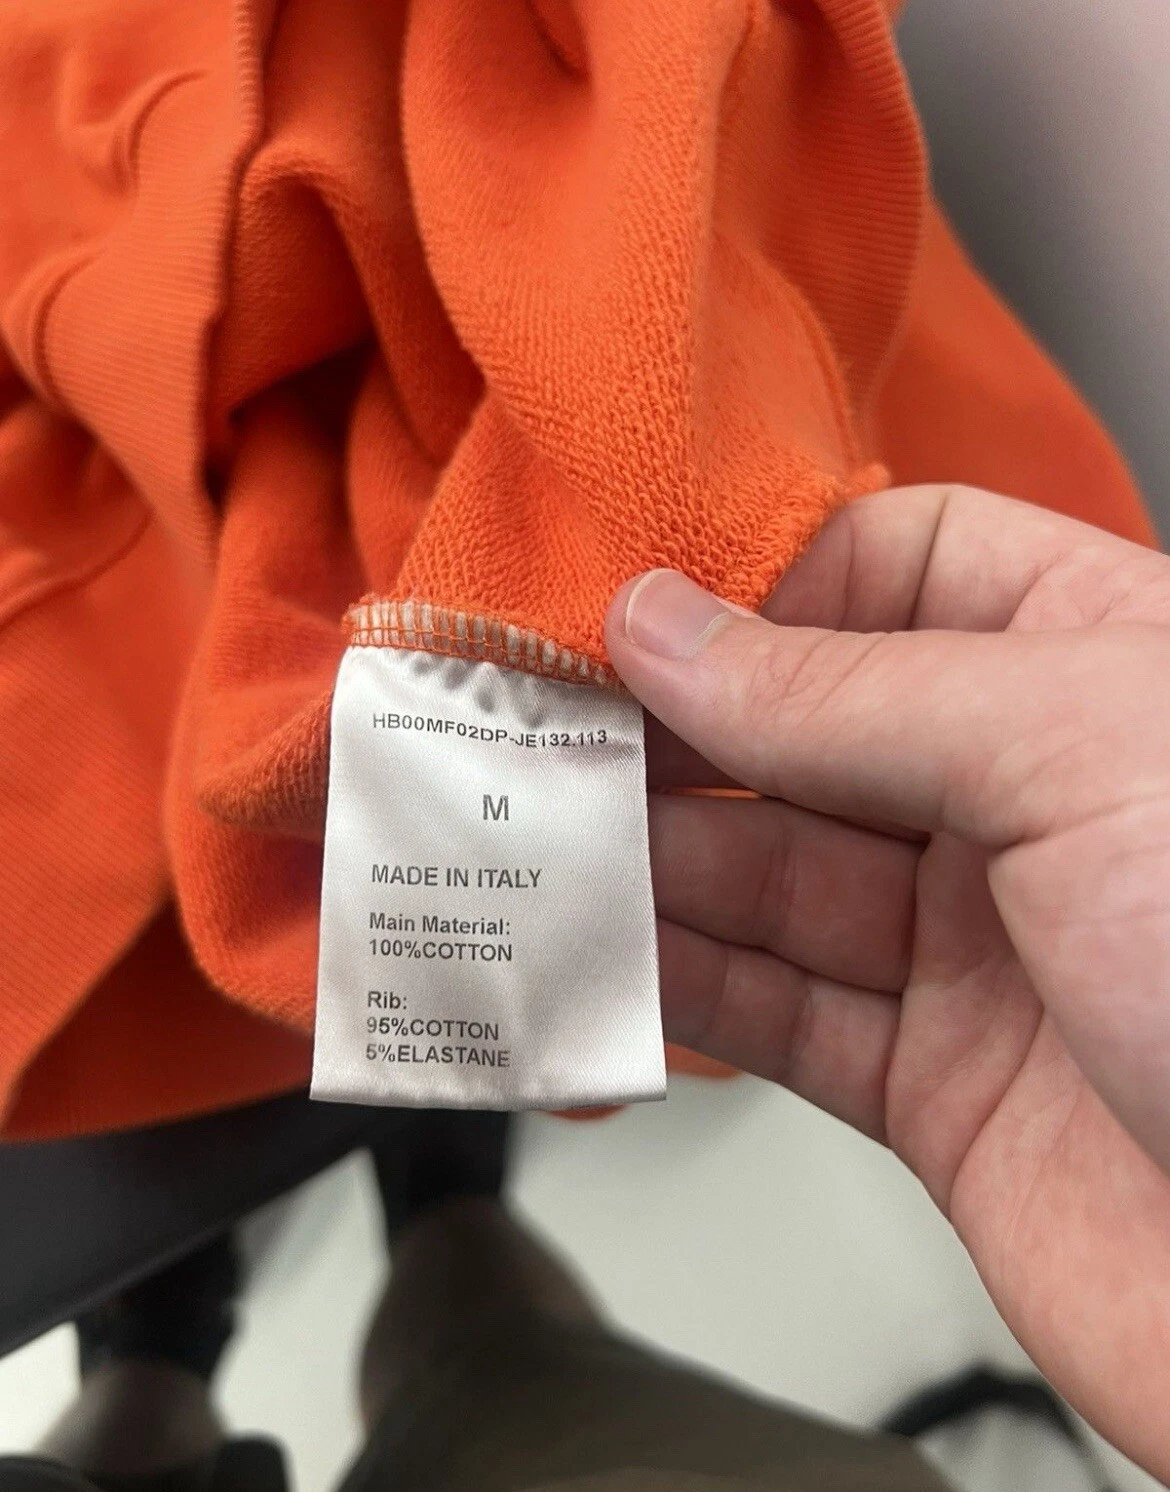 HB00MF02DP-JE132.113
M
MADE IN ITALY
Main Material:
100%COTTON
Rib:
95%COTTON
5%ELASTANE